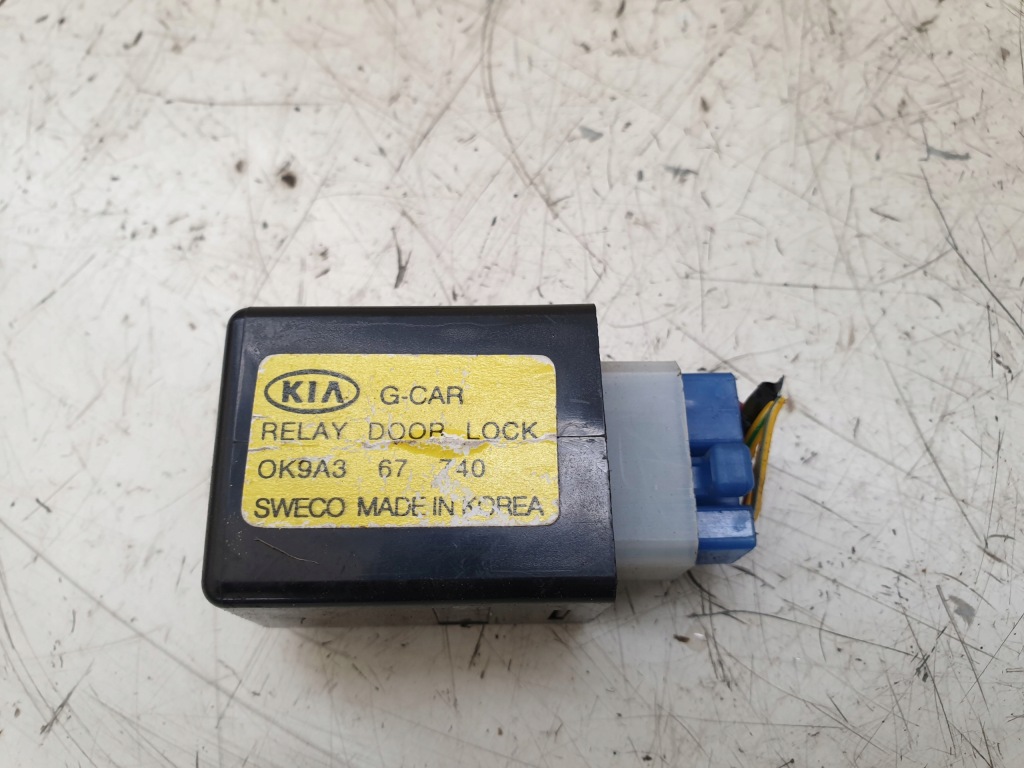 KIA G-CAR
RELAY DOOR LOCK
OK9A3 67 740
SWECO MADE IN KOREA